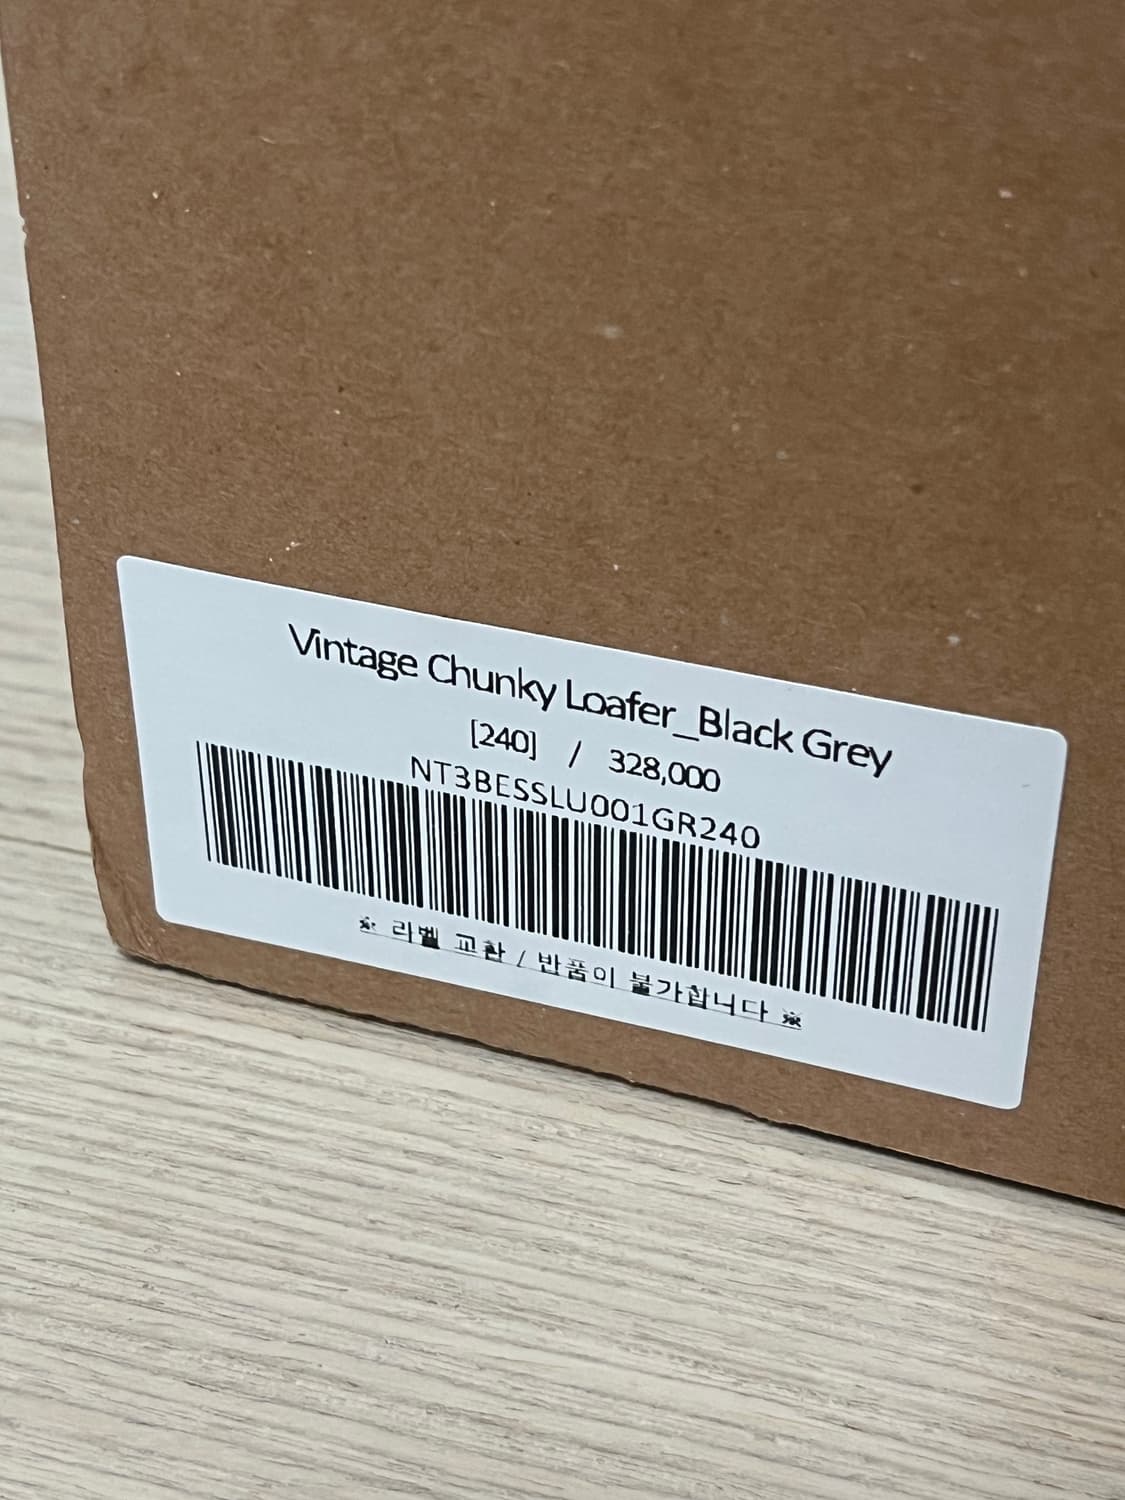 Vintage Chunky Loafer_Black Grey
[240] / 328,000
NT3BESSLU001GR240
※ 라벨 교환 / 반품이 불가합니다 ※